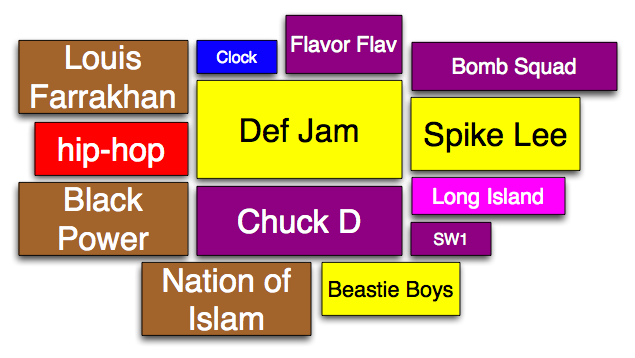 Louis
Farrakhan
Clock
Flavor Flav
Bomb Squad
Def Jam
Spike Lee
hip-hop
Black
Power
Chuck D
Long Island
SW1
Nation of
Islam
Beastie Boys